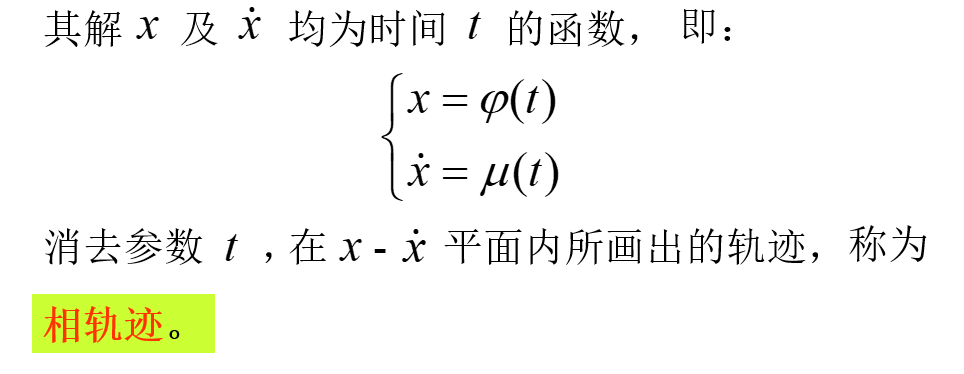 其解 x 及 ẋ 均为时间 t 的函数， 即：
x = φ(t)
ẋ = μ(t)
消去参数 t ，在 x - ẋ 平面内所画出的轨迹，称为
相轨迹。